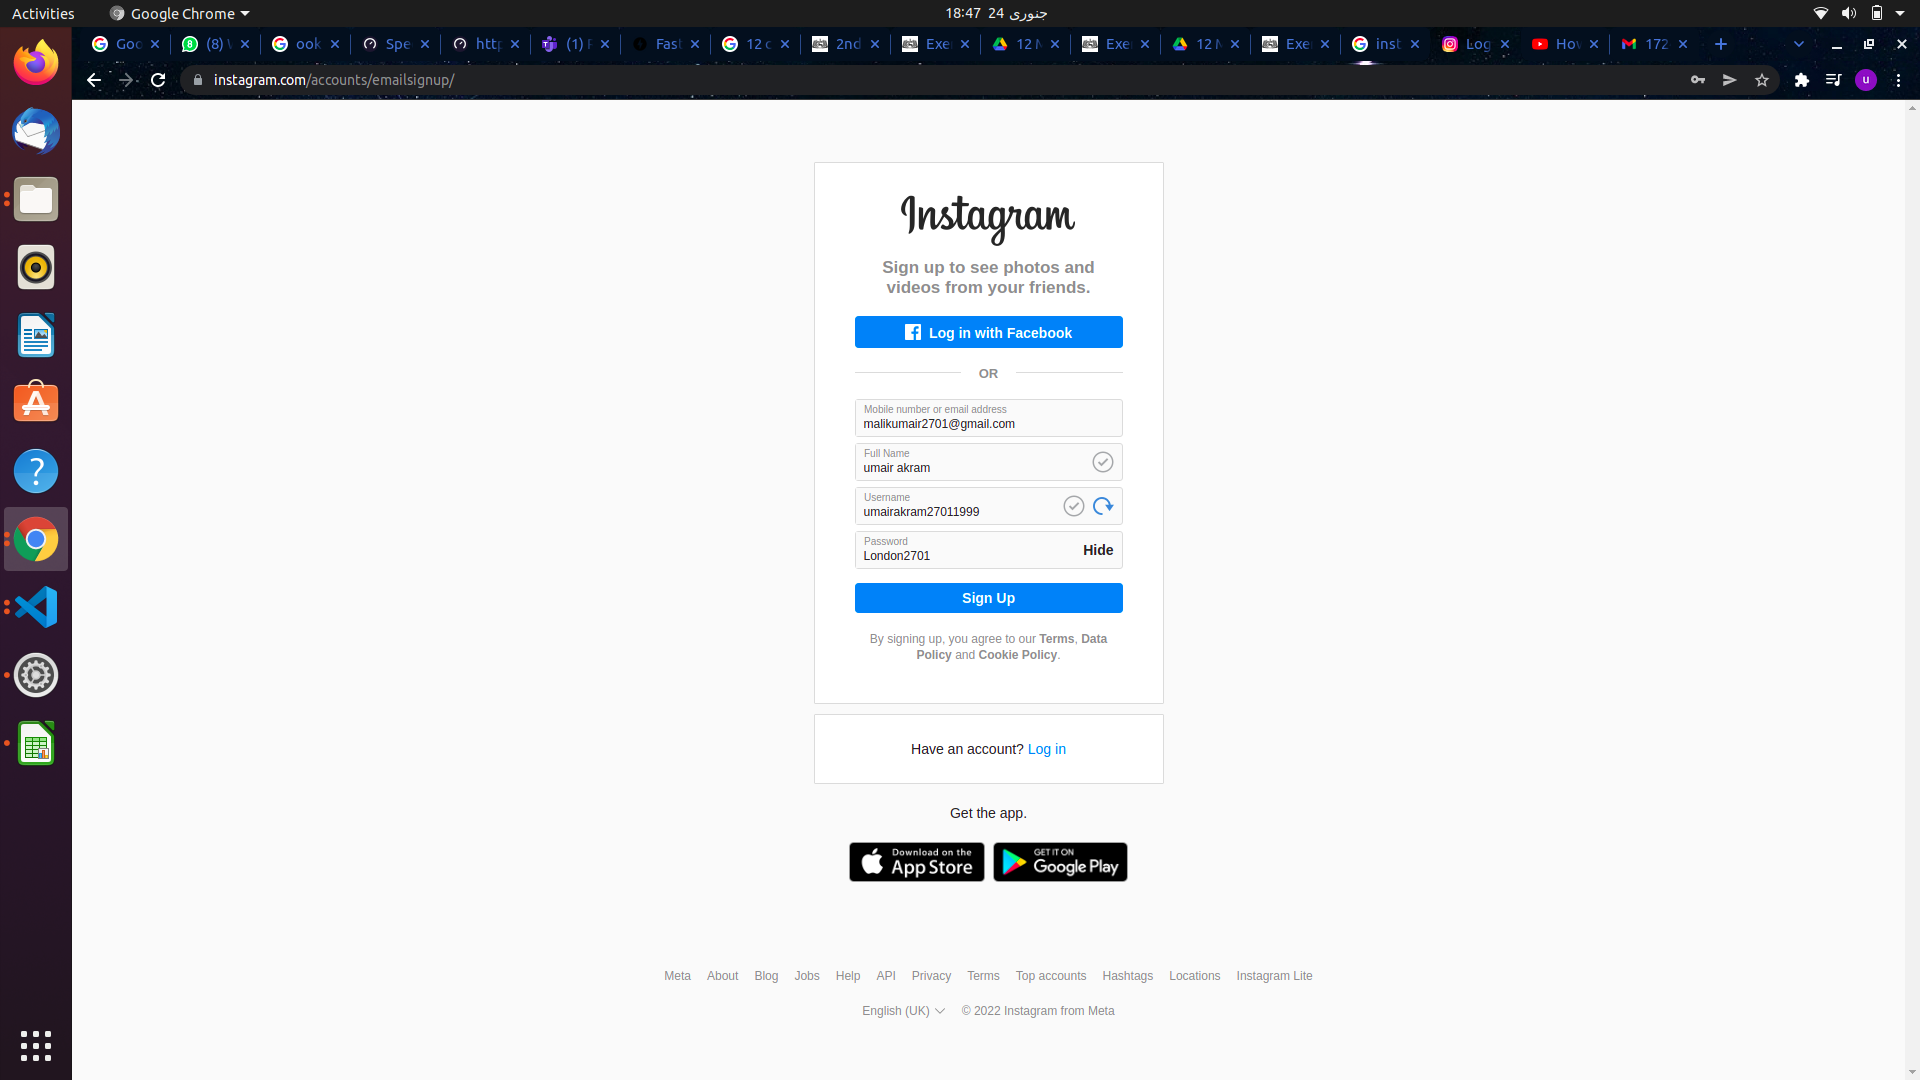 Activities
Google Chrome
جنوری 24 18:47
Goo
(8) W
ook
Spe
http
(1) F
Fast
12 c
2nd
Exer
12 M
Exer
12 M
Exer
inst
Log
How
172
instagram.com/accounts/emailsignup/
u
Instagram
Sign up to see photos and
videos from your friends.
Log in with Facebook
OR
Mobile number or email address
malikumair2701@gmail.com
Full Name
umair akram
Username
umairakram27011999
Password
London2701
Hide
Sign Up
By signing up, you agree to our Terms, Data
Policy and Cookie Policy.
Have an account? Log in
Get the app.
Download on the
App Store
GET IT ON
Google Play
Meta About Blog Jobs Help API Privacy Terms Top accounts Hashtags Locations Instagram Lite
English (UK) © 2022 Instagram from Meta